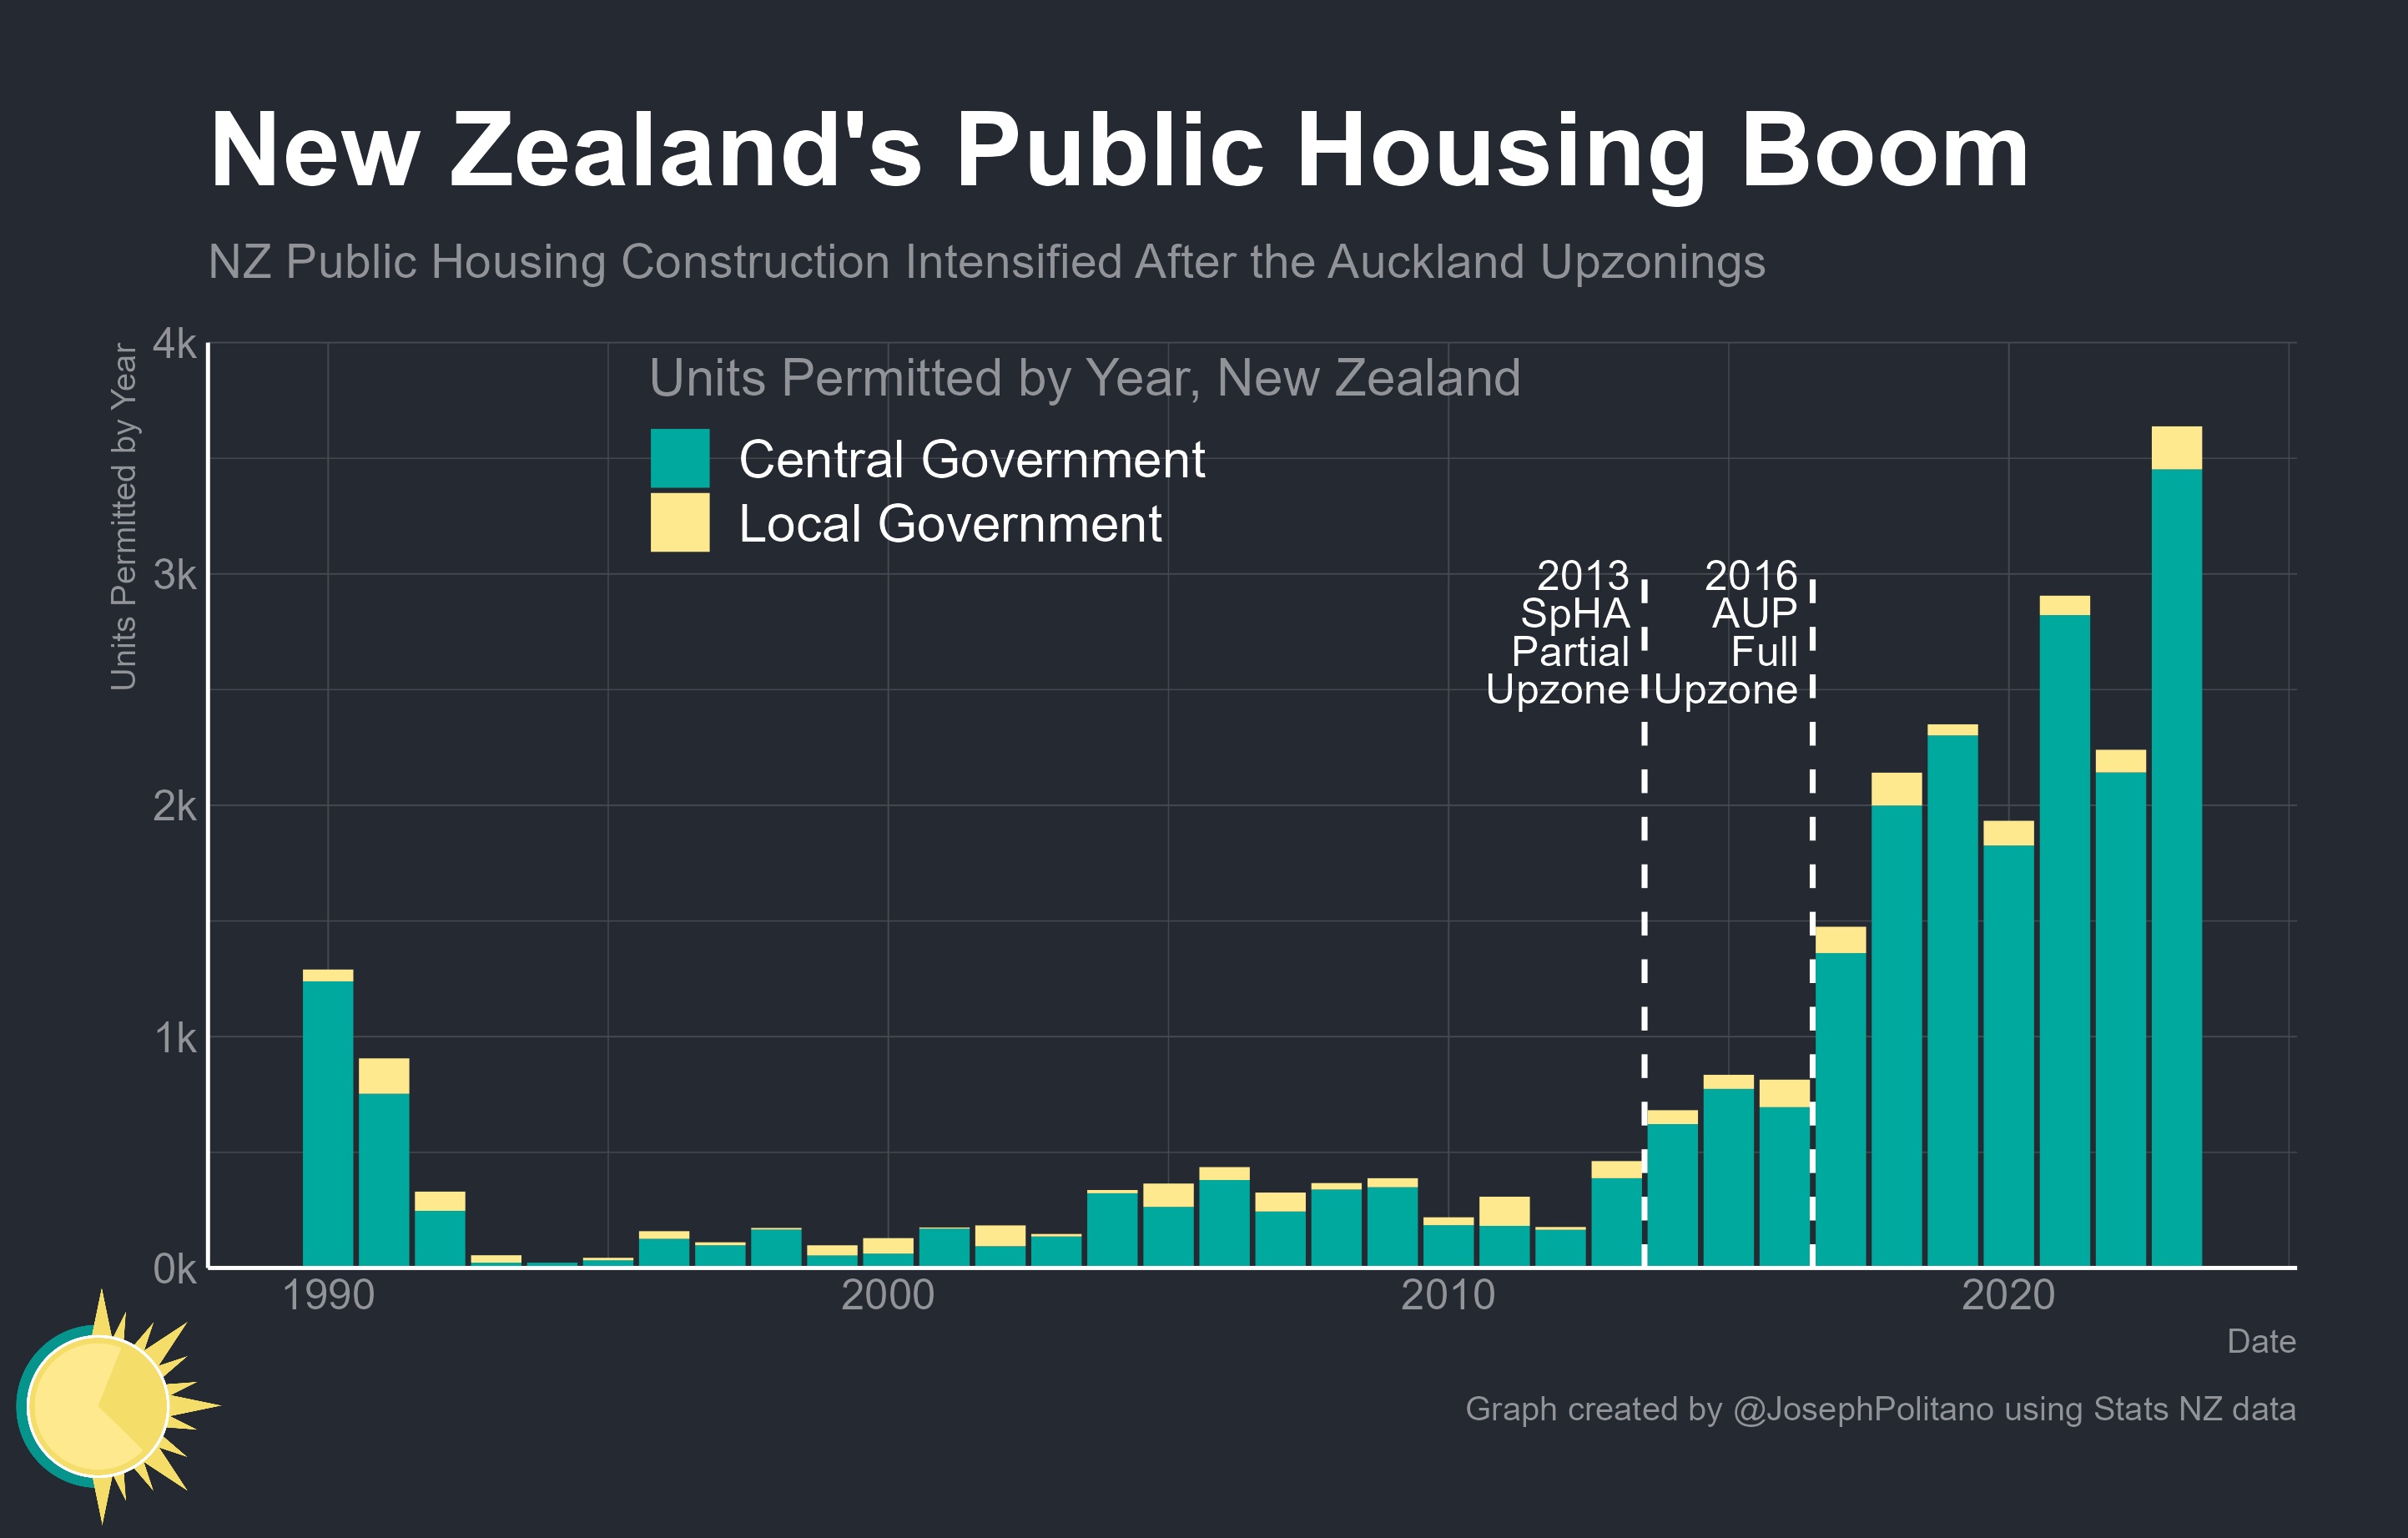 New Zealand's Public Housing Boom
NZ Public Housing Construction Intensified After the Auckland Upzonings
Units Permitted by Year
4k
3k
2k
1k
0k
Units Permitted by Year, New Zealand
Central Government
Local Government
2013
SpHA
Partial
Upzone
2016
AUP
Full
Upzone
1990
2000
2010
2020
Date
Graph created by @JosephPolitano using Stats NZ data